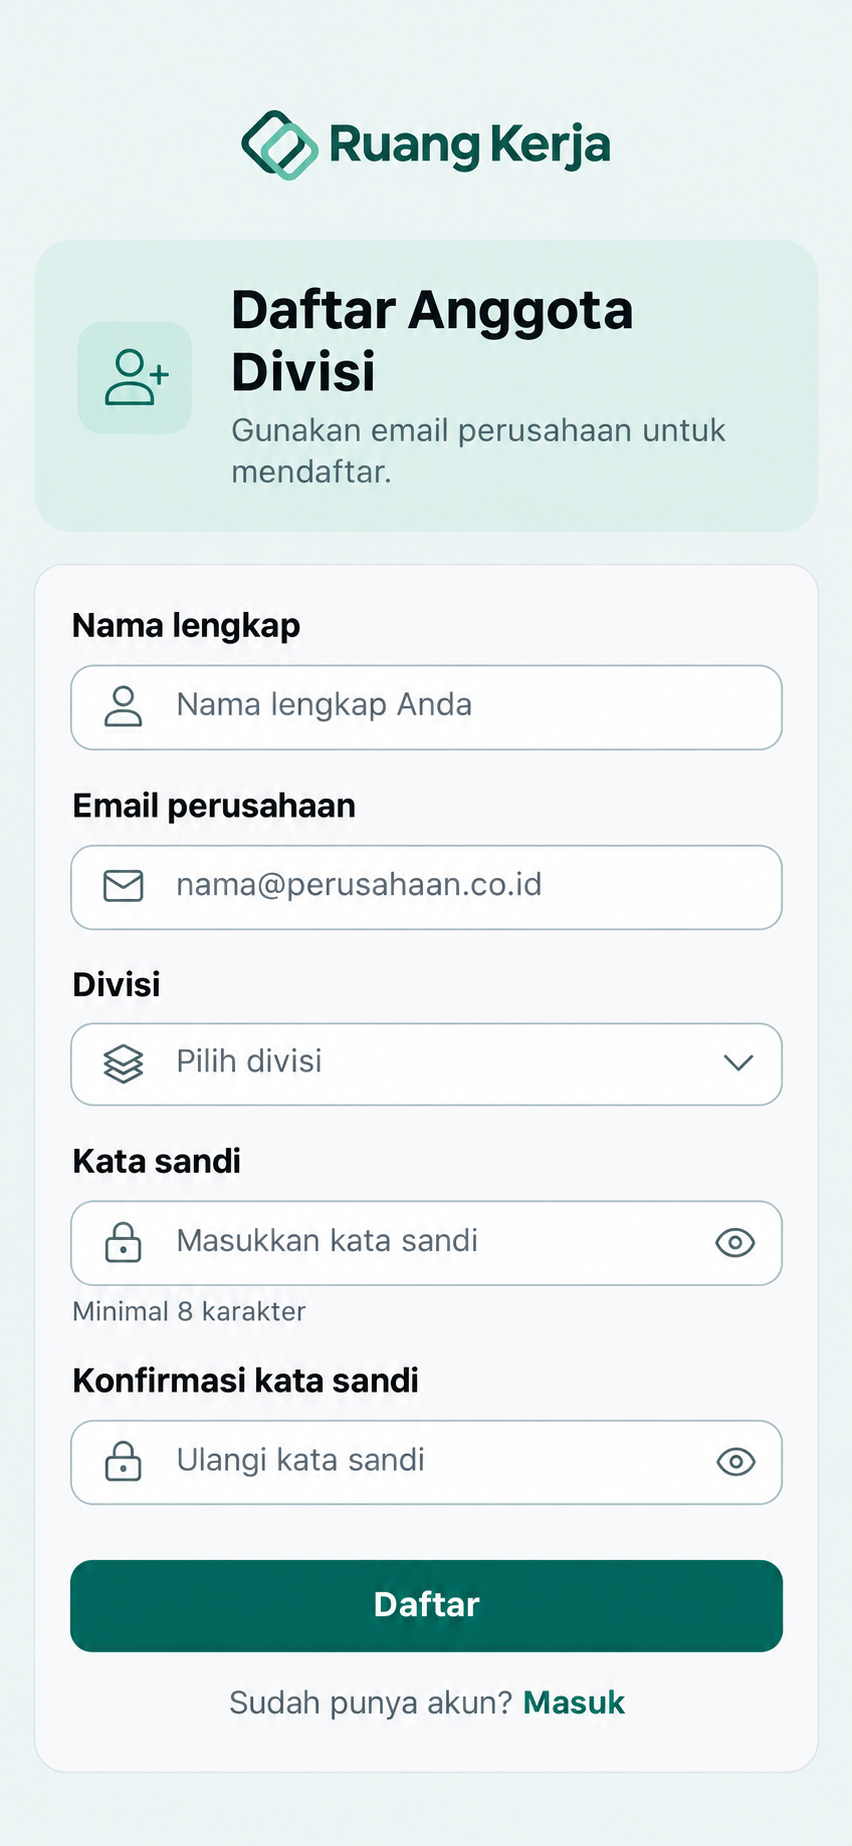 Ruang Kerja
Daftar Anggota
Divisi
Gunakan email perusahaan untuk
mendaftar.
Nama lengkap
Nama lengkap Anda
Email perusahaan
nama@perusahaan.co.id
Divisi
Pilih divisi
Kata sandi
Masukkan kata sandi
Minimal 8 karakter
Konfirmasi kata sandi
Ulangi kata sandi
Daftar
Sudah punya akun? Masuk